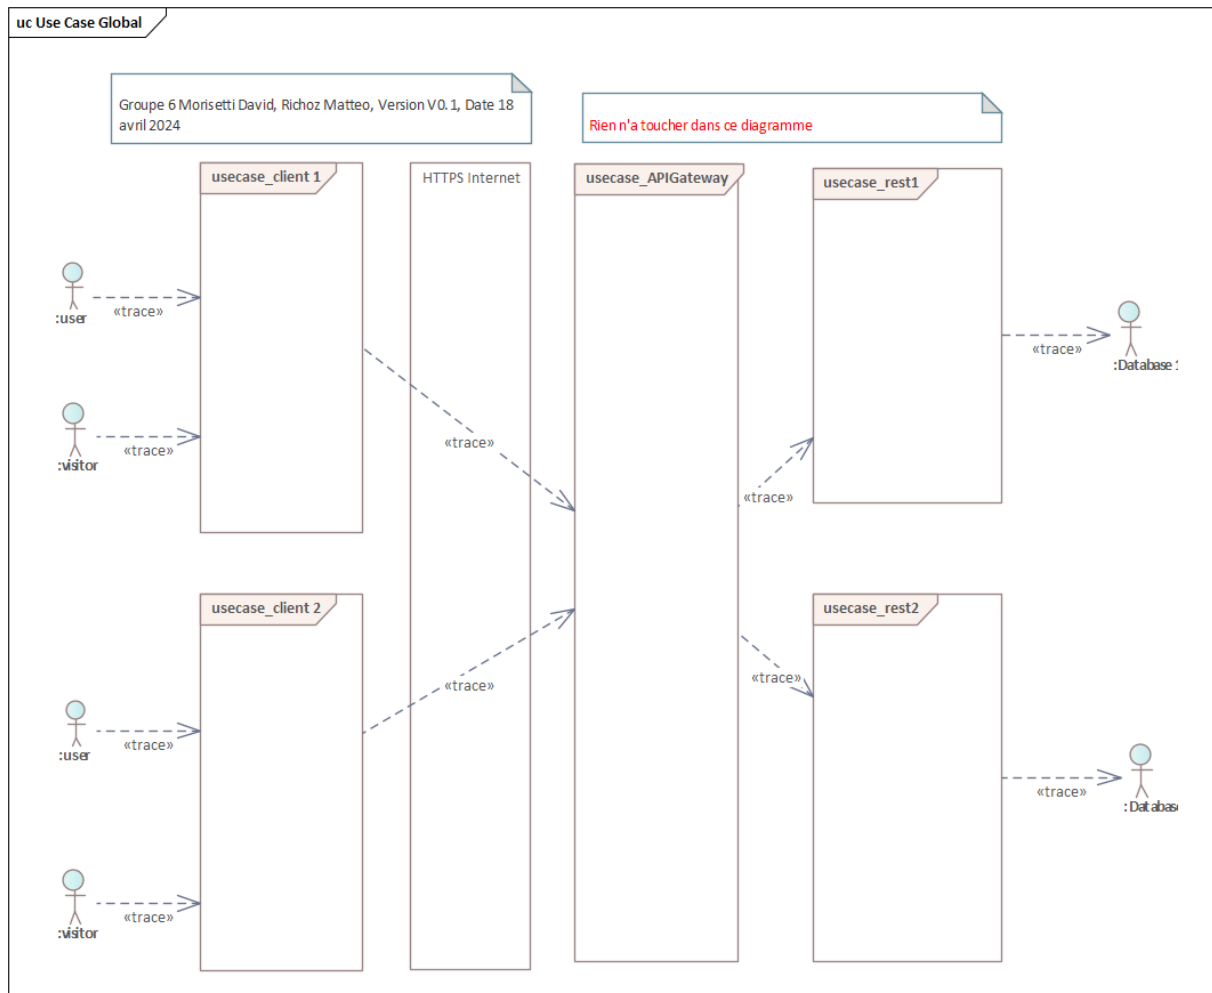 uc Use Case Global
Groupe 6 Morisetti David, Richoz Matteo, Version V0.1, Date 18
avril 2024
Rien n'a toucher dans ce diagramme
usecase_client 1
HTTPS Internet
usecase_APIGateway
usecase_rest1
:user
«trace»
:visitor
«trace»
«trace»
«trace»
«trace»
:Database 1
usecase_client 2
usecase_rest2
:user
«trace»
:visitor
«trace»
«trace»
«trace»
«trace»
:Database